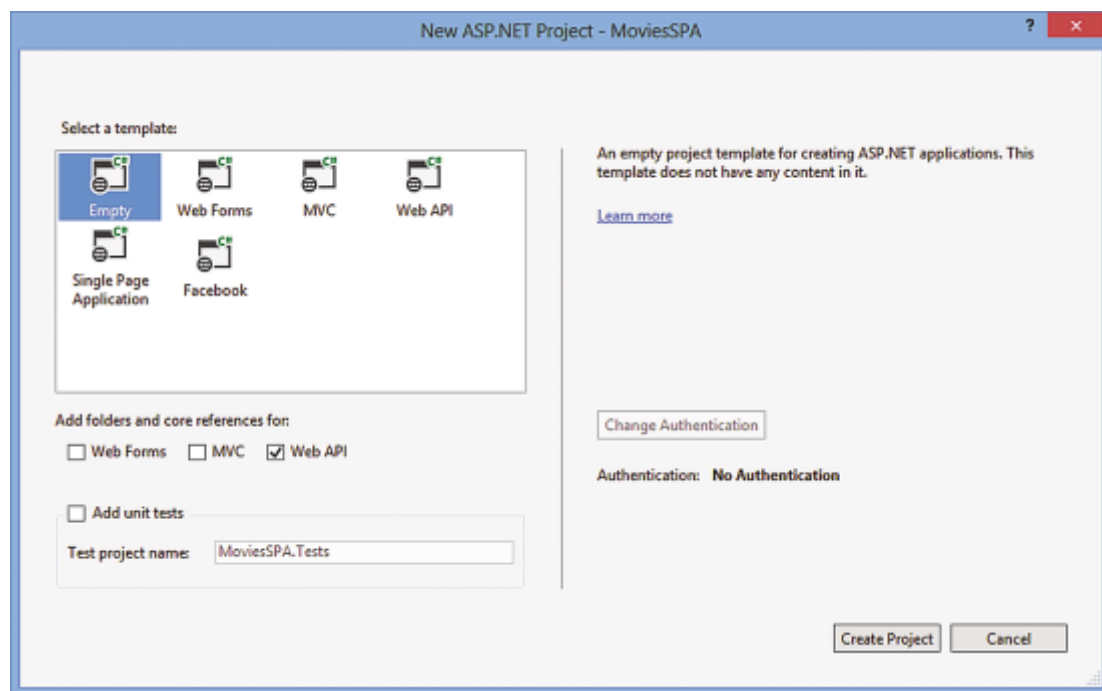 New ASP.NET Project - MoviesSPA
?
Select a template:
C# C# C# C#
Empty Web Forms MVC Web API
C# C#
Single Page Application Facebook
An empty project template for creating ASP.NET applications. This
template does not have any content in it.
Learn more
Add folders and core references for:
Web Forms MVC Web API
Add unit tests
Test project name: MoviesSPA.Tests
Change Authentication
Authentication: No Authentication
Create Project Cancel